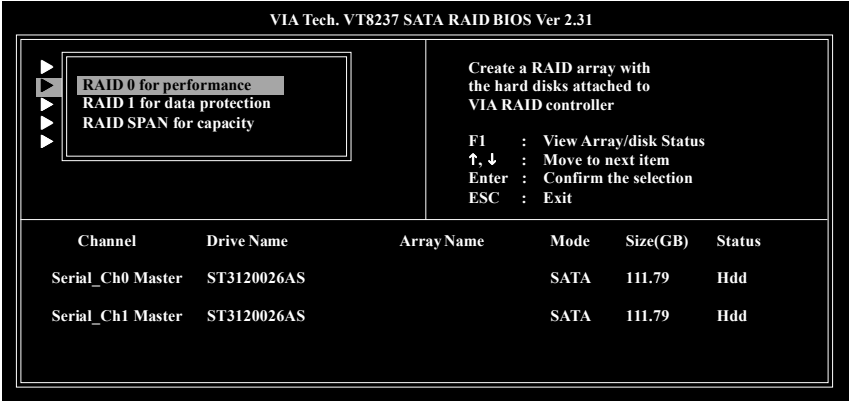 VIA Tech. VT8237 SATA RAID BIOS Ver 2.31
RAID 0 for performance
RAID 1 for data protection
RAID SPAN for capacity
Create a RAID array with
the hard disks attached to
VIA RAID controller
F1 : View Array/disk Status
↑, ↓ : Move to next item
Enter : Confirm the selection
ESC : Exit
Channel Drive Name Array Name Mode Size(GB) Status
Serial_Ch0 Master ST3120026AS SATA 111.79 Hdd
Serial_Ch1 Master ST3120026AS SATA 111.79 Hdd